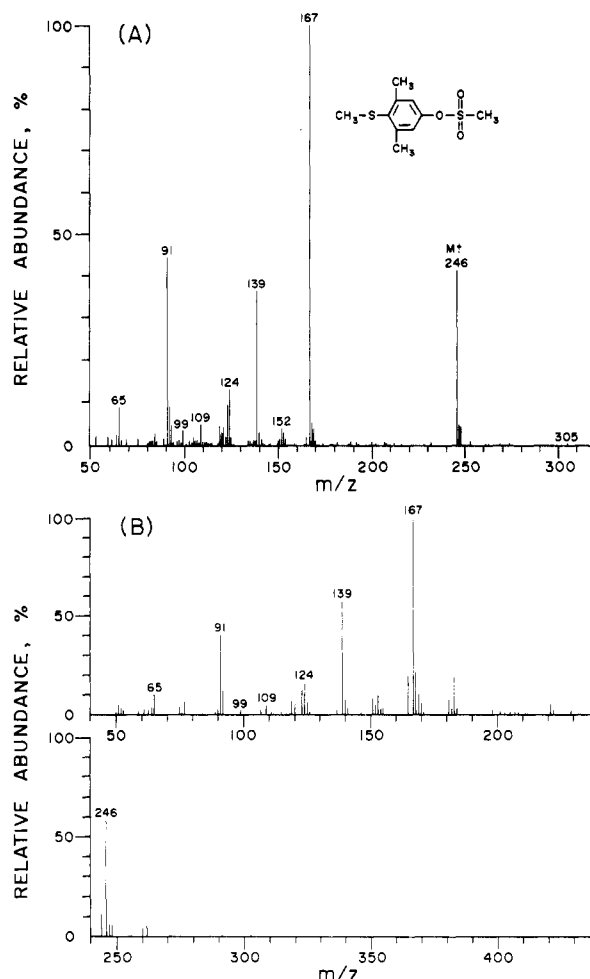 (A)
RELATIVE ABUNDANCE, %
100
50
0
167
CH3
CH3-S
O-S-CH3
O
O
CH3
91
M+
246
139
124
65
99
109
152
305
50
100
150
200
250
300
m/z
(B)
RELATIVE ABUNDANCE, %
100
50
0
167
139
91
124
65
99
109
50
100
150
200
RELATIVE ABUNDANCE, %
100
50
0
246
250
300
350
400
m/z